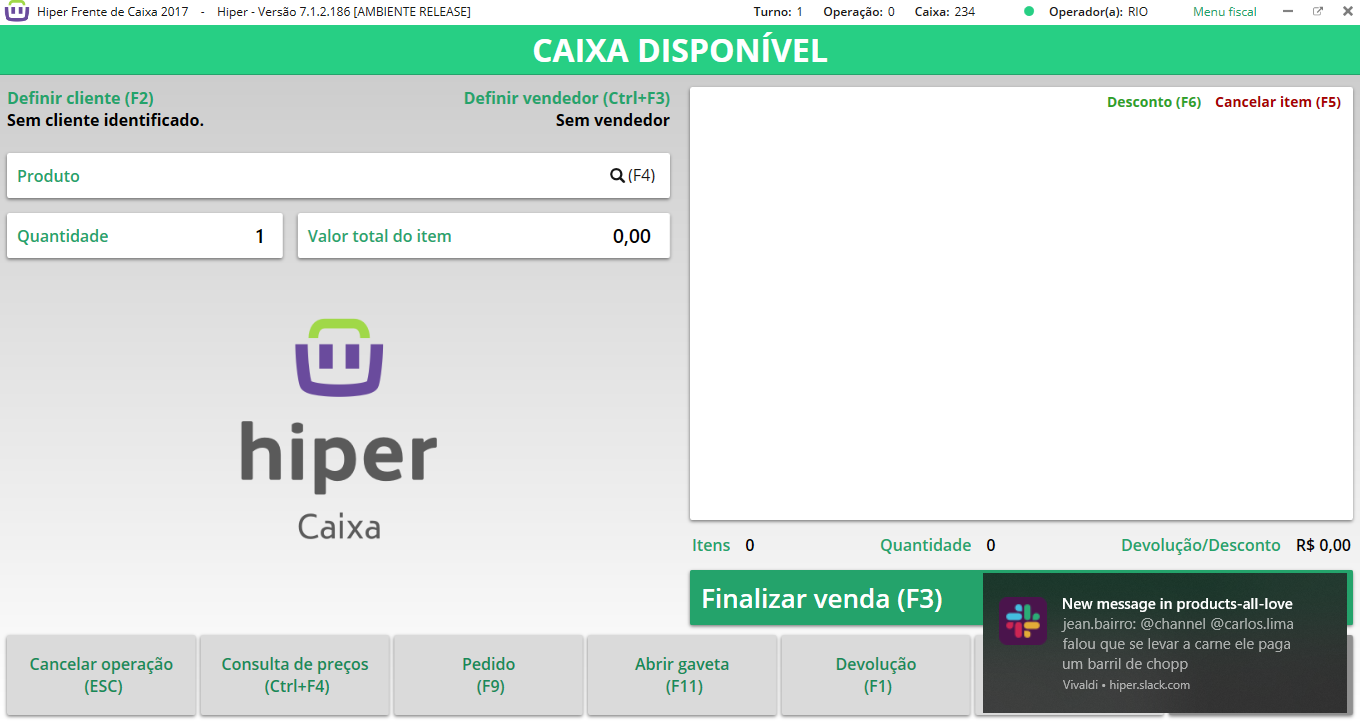 Hiper Frente de Caixa 2017 - Hiper - Versão 7.1.2.186 [AMBIENTE RELEASE] Turno: 1 Operação: 0 Caixa: 234 Operador(a): RIO Menu fiscal
CAIXA DISPONÍVEL
Definir cliente (F2)
Sem cliente identificado.
Definir vendedor (Ctrl+F3)
Sem vendedor
Produto (F4)
Quantidade 1
Valor total do item 0,00
hiper
Caixa
Desconto (F6) Cancelar item (F5)
Itens 0 Quantidade 0 Devolução/Desconto R$ 0,00
Finalizar venda (F3)
New message in products-all-love
jean.bairro: @channel @carlos.lima
falou que se levar a carne ele paga
um barril de chopp
Vivaldi • hiper.slack.com
Cancelar operação
(ESC)
Consulta de preços
(Ctrl+F4)
Pedido
(F9)
Abrir gaveta
(F11)
Devolução
(F1)